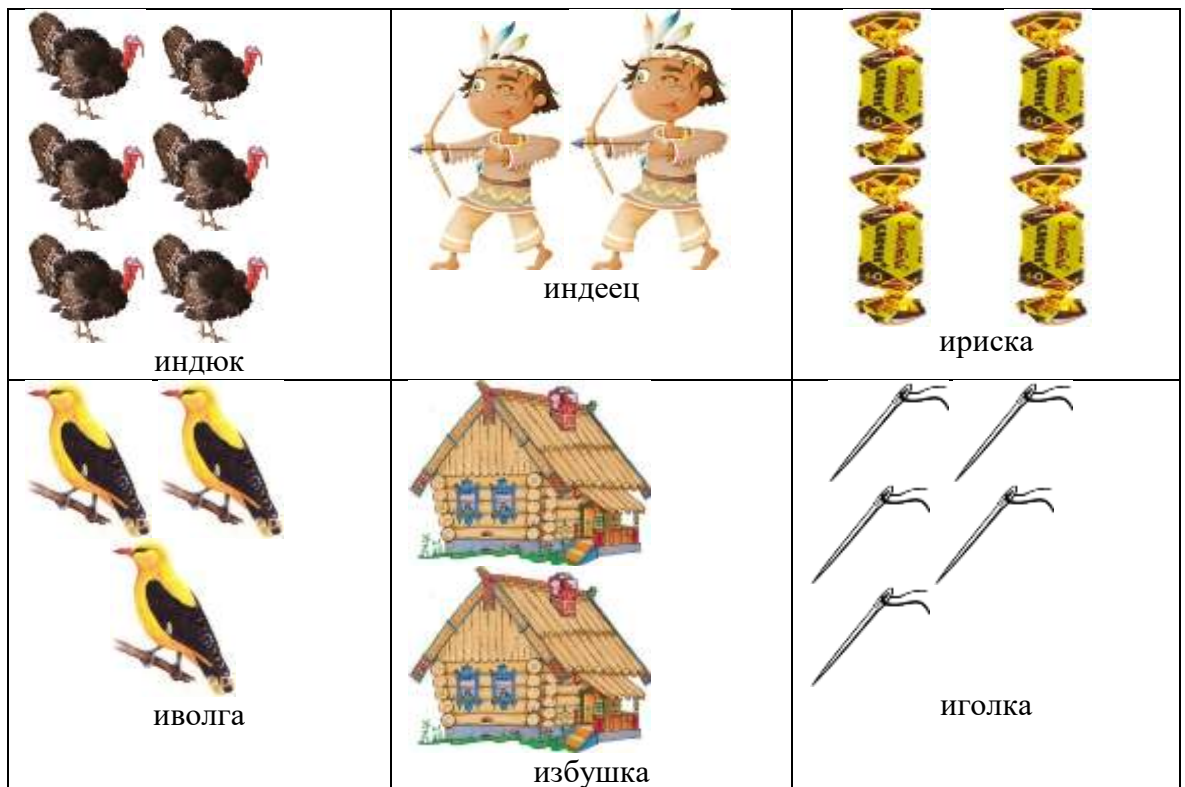 индюк
индеец
ириска
иволга
избушка
иголка